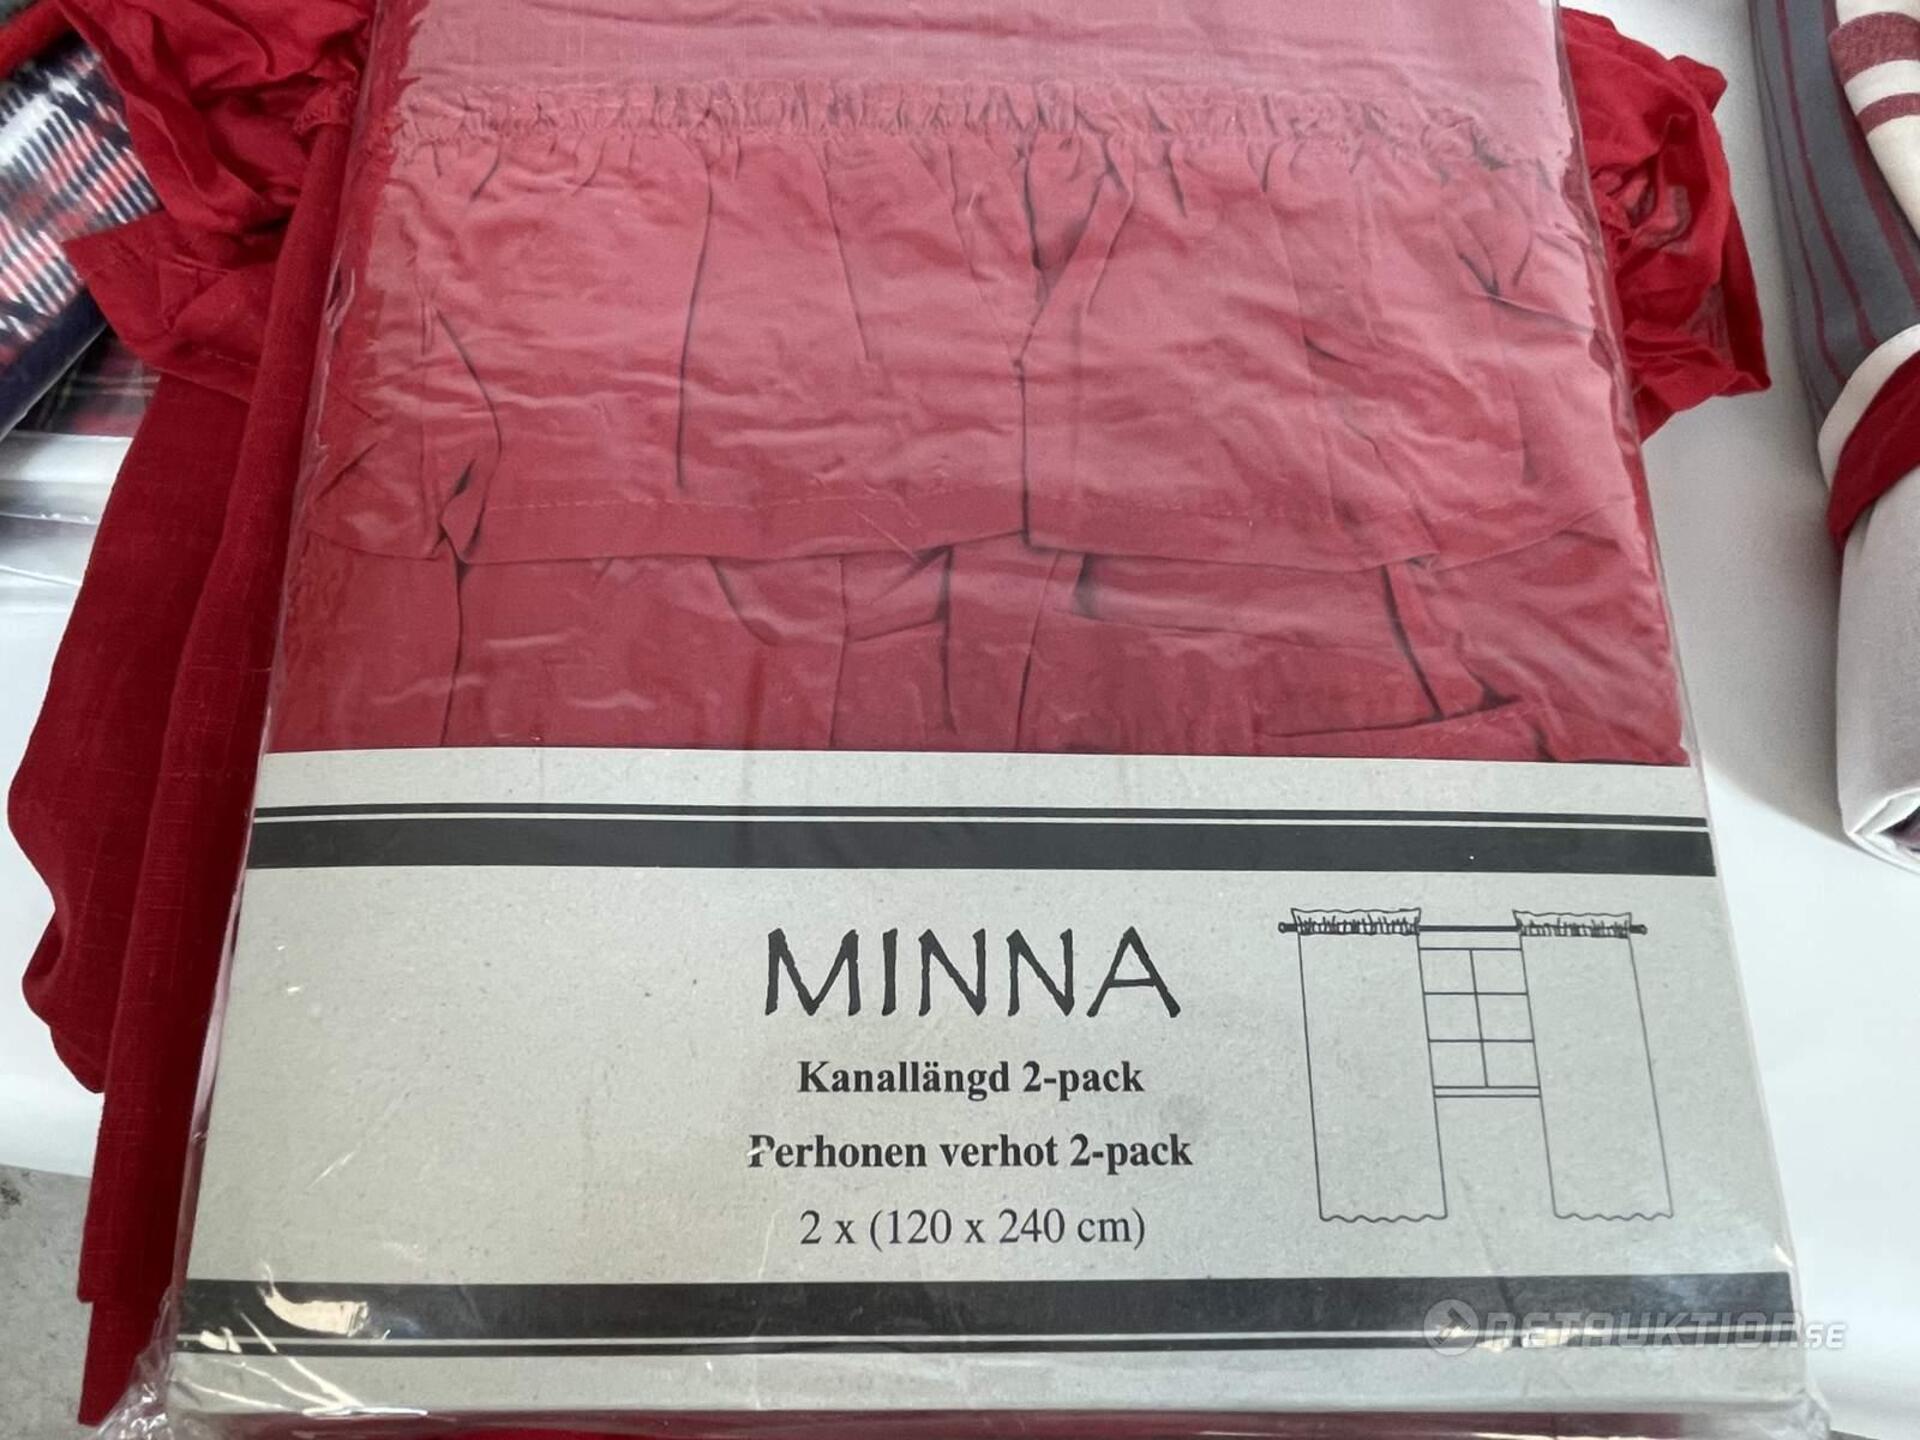 MINNA
Kanallängd 2-pack
Perhonen verhot 2-pack
2 x (120 x 240 cm)
NETAUKTION.SE